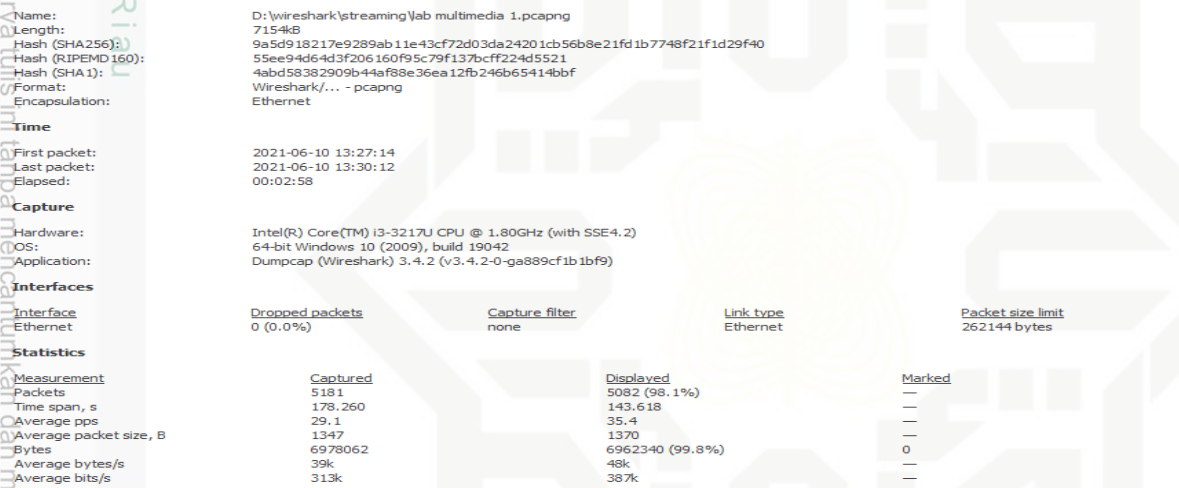 Name: D:\wireshark\streaming\lab multimedia 1.pcapng
Length: 7154kB
Hash (SHA256): 9a5d918217e9289ab11e43cf72d03da24201cb56b8e21fd1b7748f21f1d29f40
Hash (RIPEMD160): 55ee94d64d3f206160f95c79f137bcff224d5521
Hash (SHA1): 4abd58382909b44af88e36ea12fb246b65414bbf
Format: Wireshark/... - pcapng
Encapsulation: Ethernet
Time
First packet: 2021-06-10 13:27:14
Last packet: 2021-06-10 13:30:12
Elapsed: 00:02:58
Capture
Hardware: Intel(R) Core(TM) i3-3217U CPU @ 1.80GHz (with SSE4.2)
OS: 64-bit Windows 10 (2009), build 19042
Application: Dumpcap (Wireshark) 3.4.2 (v3.4.2-0-ga889cf1b1bf9)
Interfaces
Interface Dropped packets Capture filter Link type Packet size limit
Ethernet 0 (0.0%) none Ethernet 262144 bytes
Statistics
Measurement Captured Displayed Marked
Packets 5181 5082 (98.1%) —
Time span, s 178.260 143.618 —
Average pps 29.1 35.4 —
Average packet size, B 1347 1370 —
Bytes 6978062 6962340 (99.8%) 0
Average bytes/s 39k 48k —
Average bits/s 313k 387k —
Riau
tulis ini tanpa mencantumkan dan